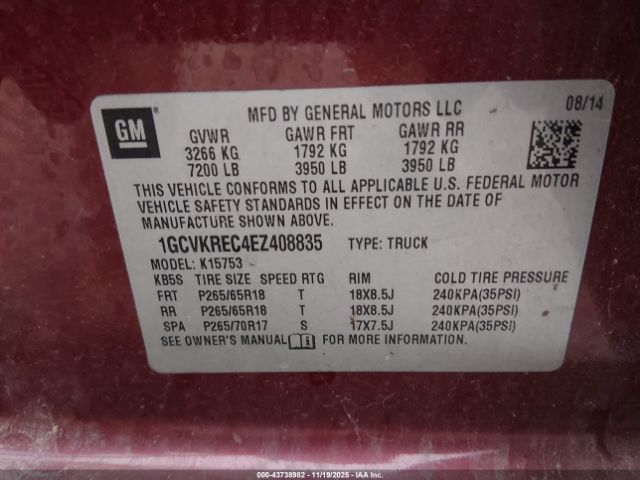 GM
MFD BY GENERAL MOTORS LLC 08/14
GVWR GAWR FRT GAWR RR
3266 KG 1792 KG 1792 KG
7200 LB 3950 LB 3950 LB
THIS VEHICLE CONFORMS TO ALL APPLICABLE U.S. FEDERAL MOTOR
VEHICLE SAFETY STANDARDS IN EFFECT ON THE DATE OF
MANUFACTURE SHOWN ABOVE.
1GCVKREC4EZ408835 TYPE: TRUCK
MODEL: K15753
KB5S TIRE SIZE SPEED RTG RIM COLD TIRE PRESSURE
FRT P265/65R18 T 18X8.5J 240KPA(35PSI)
RR P265/65R18 T 18X8.5J 240KPA(35PSI)
SPA P265/70R17 S 17X7.5J 240KPA(35PSI)
SEE OWNER'S MANUAL FOR MORE INFORMATION.
000-43738982 - 11/19/2025 - IAAI.COM